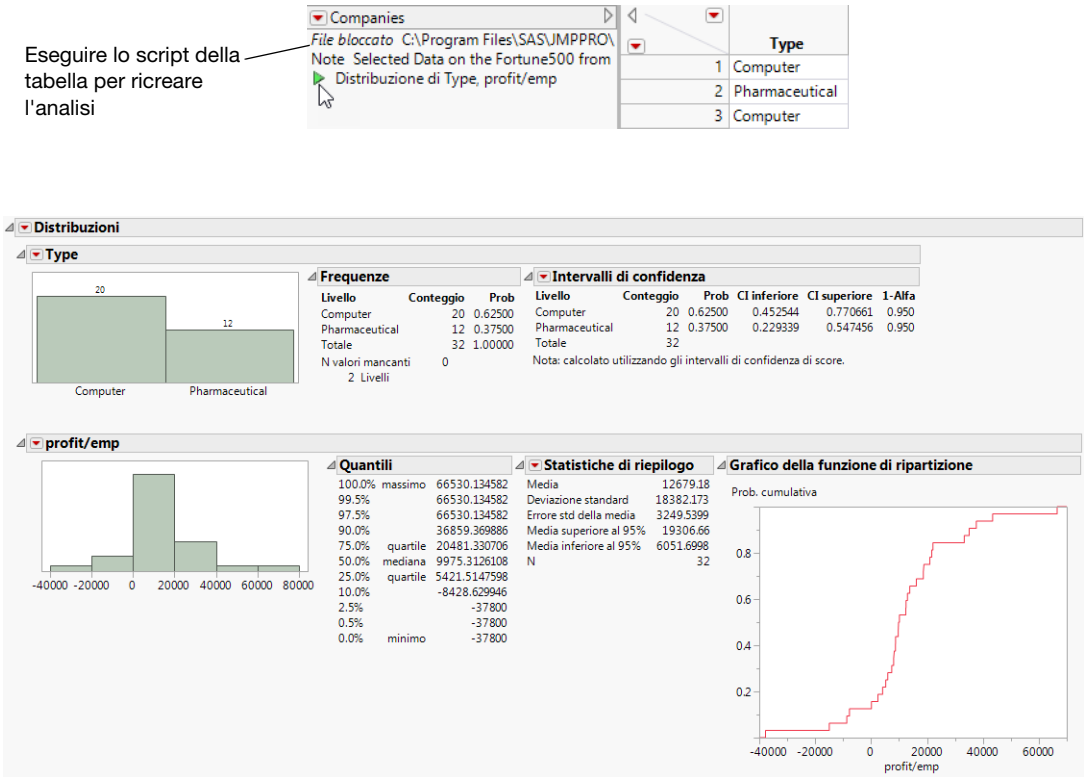 Eseguire lo script della
tabella per ricreare
l'analisi
Companies
File bloccato C:\Program Files\SAS\JMPPRO\
Note Selected Data on the Fortune500 from
Distribuzione di Type, profit/emp
Type
1 Computer
2 Pharmaceutical
3 Computer
Distribuzioni
Type
20
12
Computer Pharmaceutical
Frequenze
Livello Conteggio Prob
Computer 20 0.62500
Pharmaceutical 12 0.37500
Totale 32 1.00000
N valori mancanti 0
2 Livelli
Intervalli di confidenza
Livello Conteggio Prob CI inferiore CI superiore 1-Alfa
Computer 20 0.62500 0.452544 0.770661 0.950
Pharmaceutical 12 0.37500 0.229339 0.547456 0.950
Totale 32
Nota: calcolato utilizzando gli intervalli di confidenza di score.
profit/emp
-40000 -20000 0 20000 40000 60000 80000
Quantili
100.0% massimo 66530.134582
99.5% 66530.134582
97.5% 66530.134582
90.0% 36859.369886
75.0% quartile 20481.330706
50.0% mediana 9975.3126108
25.0% quartile 5421.5147598
10.0% -8428.629946
2.5% -37800
0.5% -37800
0.0% minimo -37800
Statistiche di riepilogo
Media 12679.18
Deviazione standard 18382.173
Errore std della media 3249.5399
Media superiore al 95% 19306.66
Media inferiore al 95% 6051.6998
N 32
Grafico della funzione di ripartizione
Prob. cumulativa
0.8
0.6
0.4
0.2
-40000 -20000 0 20000 40000 60000
profit/emp